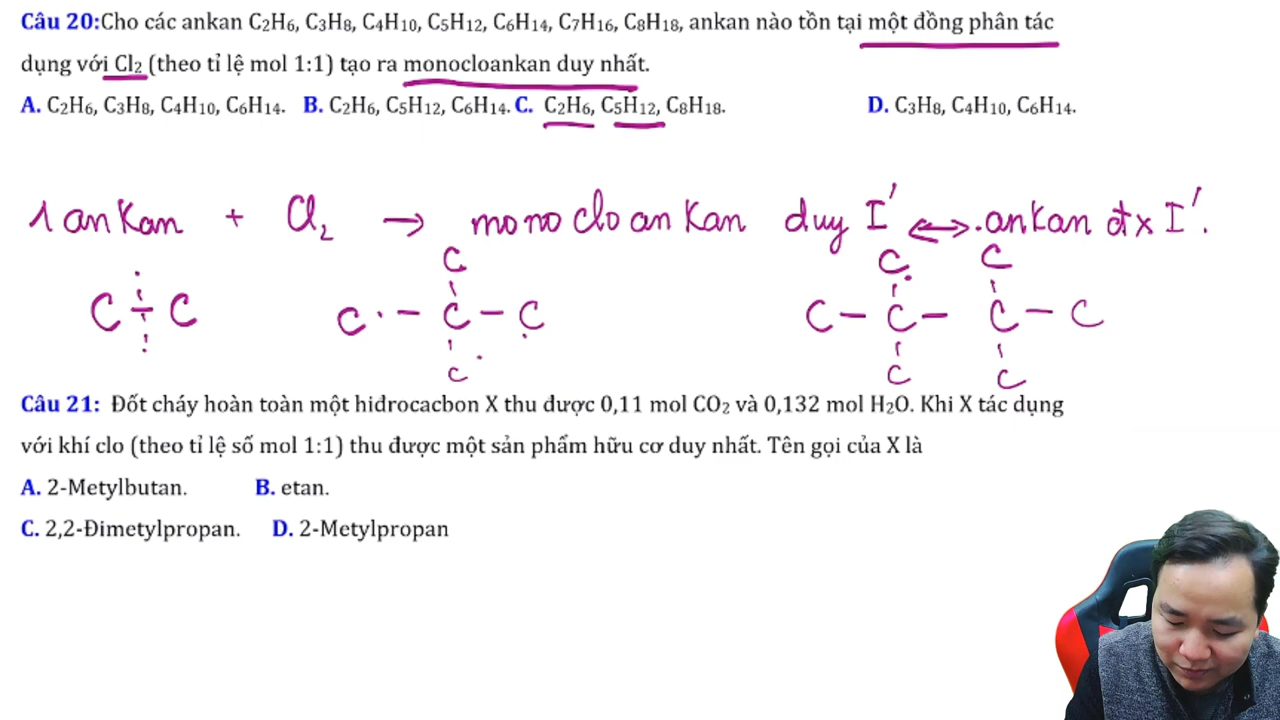 Câu 20:Cho các ankan C₂H₆, C₃H₈, C₄H₁₀, C₅H₁₂, C₆H₁₄, C₇H₁₆, C₈H₁₈, ankan nào tồn tại một đồng phân tác
dụng với Cl₂ (theo tỉ lệ mol 1:1) tạo ra monocloankan duy nhất.
A. C₂H₆, C₃H₈, C₄H₁₀, C₆H₁₄. B. C₂H₆, C₅H₁₂, C₆H₁₄. C. C₂H₆, C₅H₁₂, C₈H₁₈. D. C₃H₈, C₄H₁₀, C₆H₁₄.
1 ankan + Cl₂ → monocloankan duy I' ↔ ankan đx I'.
C C C
C C C - C - C C - C - C - C
C C C
Câu 21: Đốt cháy hoàn toàn một hiđrocacbon X thu được 0,11 mol CO₂ và 0,132 mol H₂O. Khi X tác dụng
với khí clo (theo tỉ lệ số mol 1:1) thu được một sản phẩm hữu cơ duy nhất. Tên gọi của X là
A. 2-Metylbutan. B. etan.
C. 2,2-Đimetylpropan. D. 2-Metylpropan